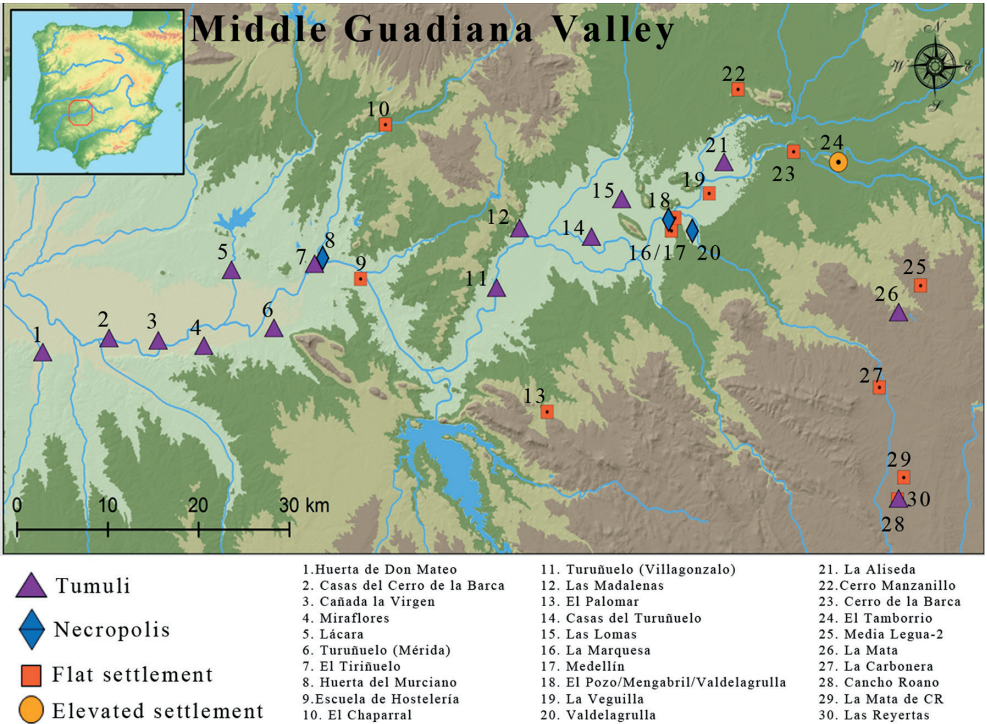 Middle Guadiana Valley
N
W
E
S
22
10
21
24
23
19
15
18
12
14
16/17
20
8
5
7
9
11
25
26
6
2
3
4
1
27
13
29
30
28
0 10 20 30 km
Tumuli
Necropolis
Flat settlement
Elevated settlement
1.Huerta de Don Mateo
2. Casas del Cerro de la Barca
3. Cañada la Virgen
4. Miraflores
5. Lácara
6. Turuñuelo (Mérida)
7. El Tiriñuelo
8. Huerta del Murciano
9.Escuela de Hostelería
10. El Chaparral
11. Turuñuelo (Villagonzalo)
12. Las Madalenas
13. El Palomar
14. Casas del Turuñuelo
15. Las Lomas
16. La Marquesa
17. Medellín
18. El Pozo/Mengabril/Valdelagrulla
19. La Veguilla
20. Valdelagrulla
21. La Aliseda
22.Cerro Manzanillo
23. Cerro de la Barca
24. El Tamborrio
25. Media Legua-2
26. La Mata
27. La Carbonera
28. Cancho Roano
29. La Mata de CR
30. Las Reyertas